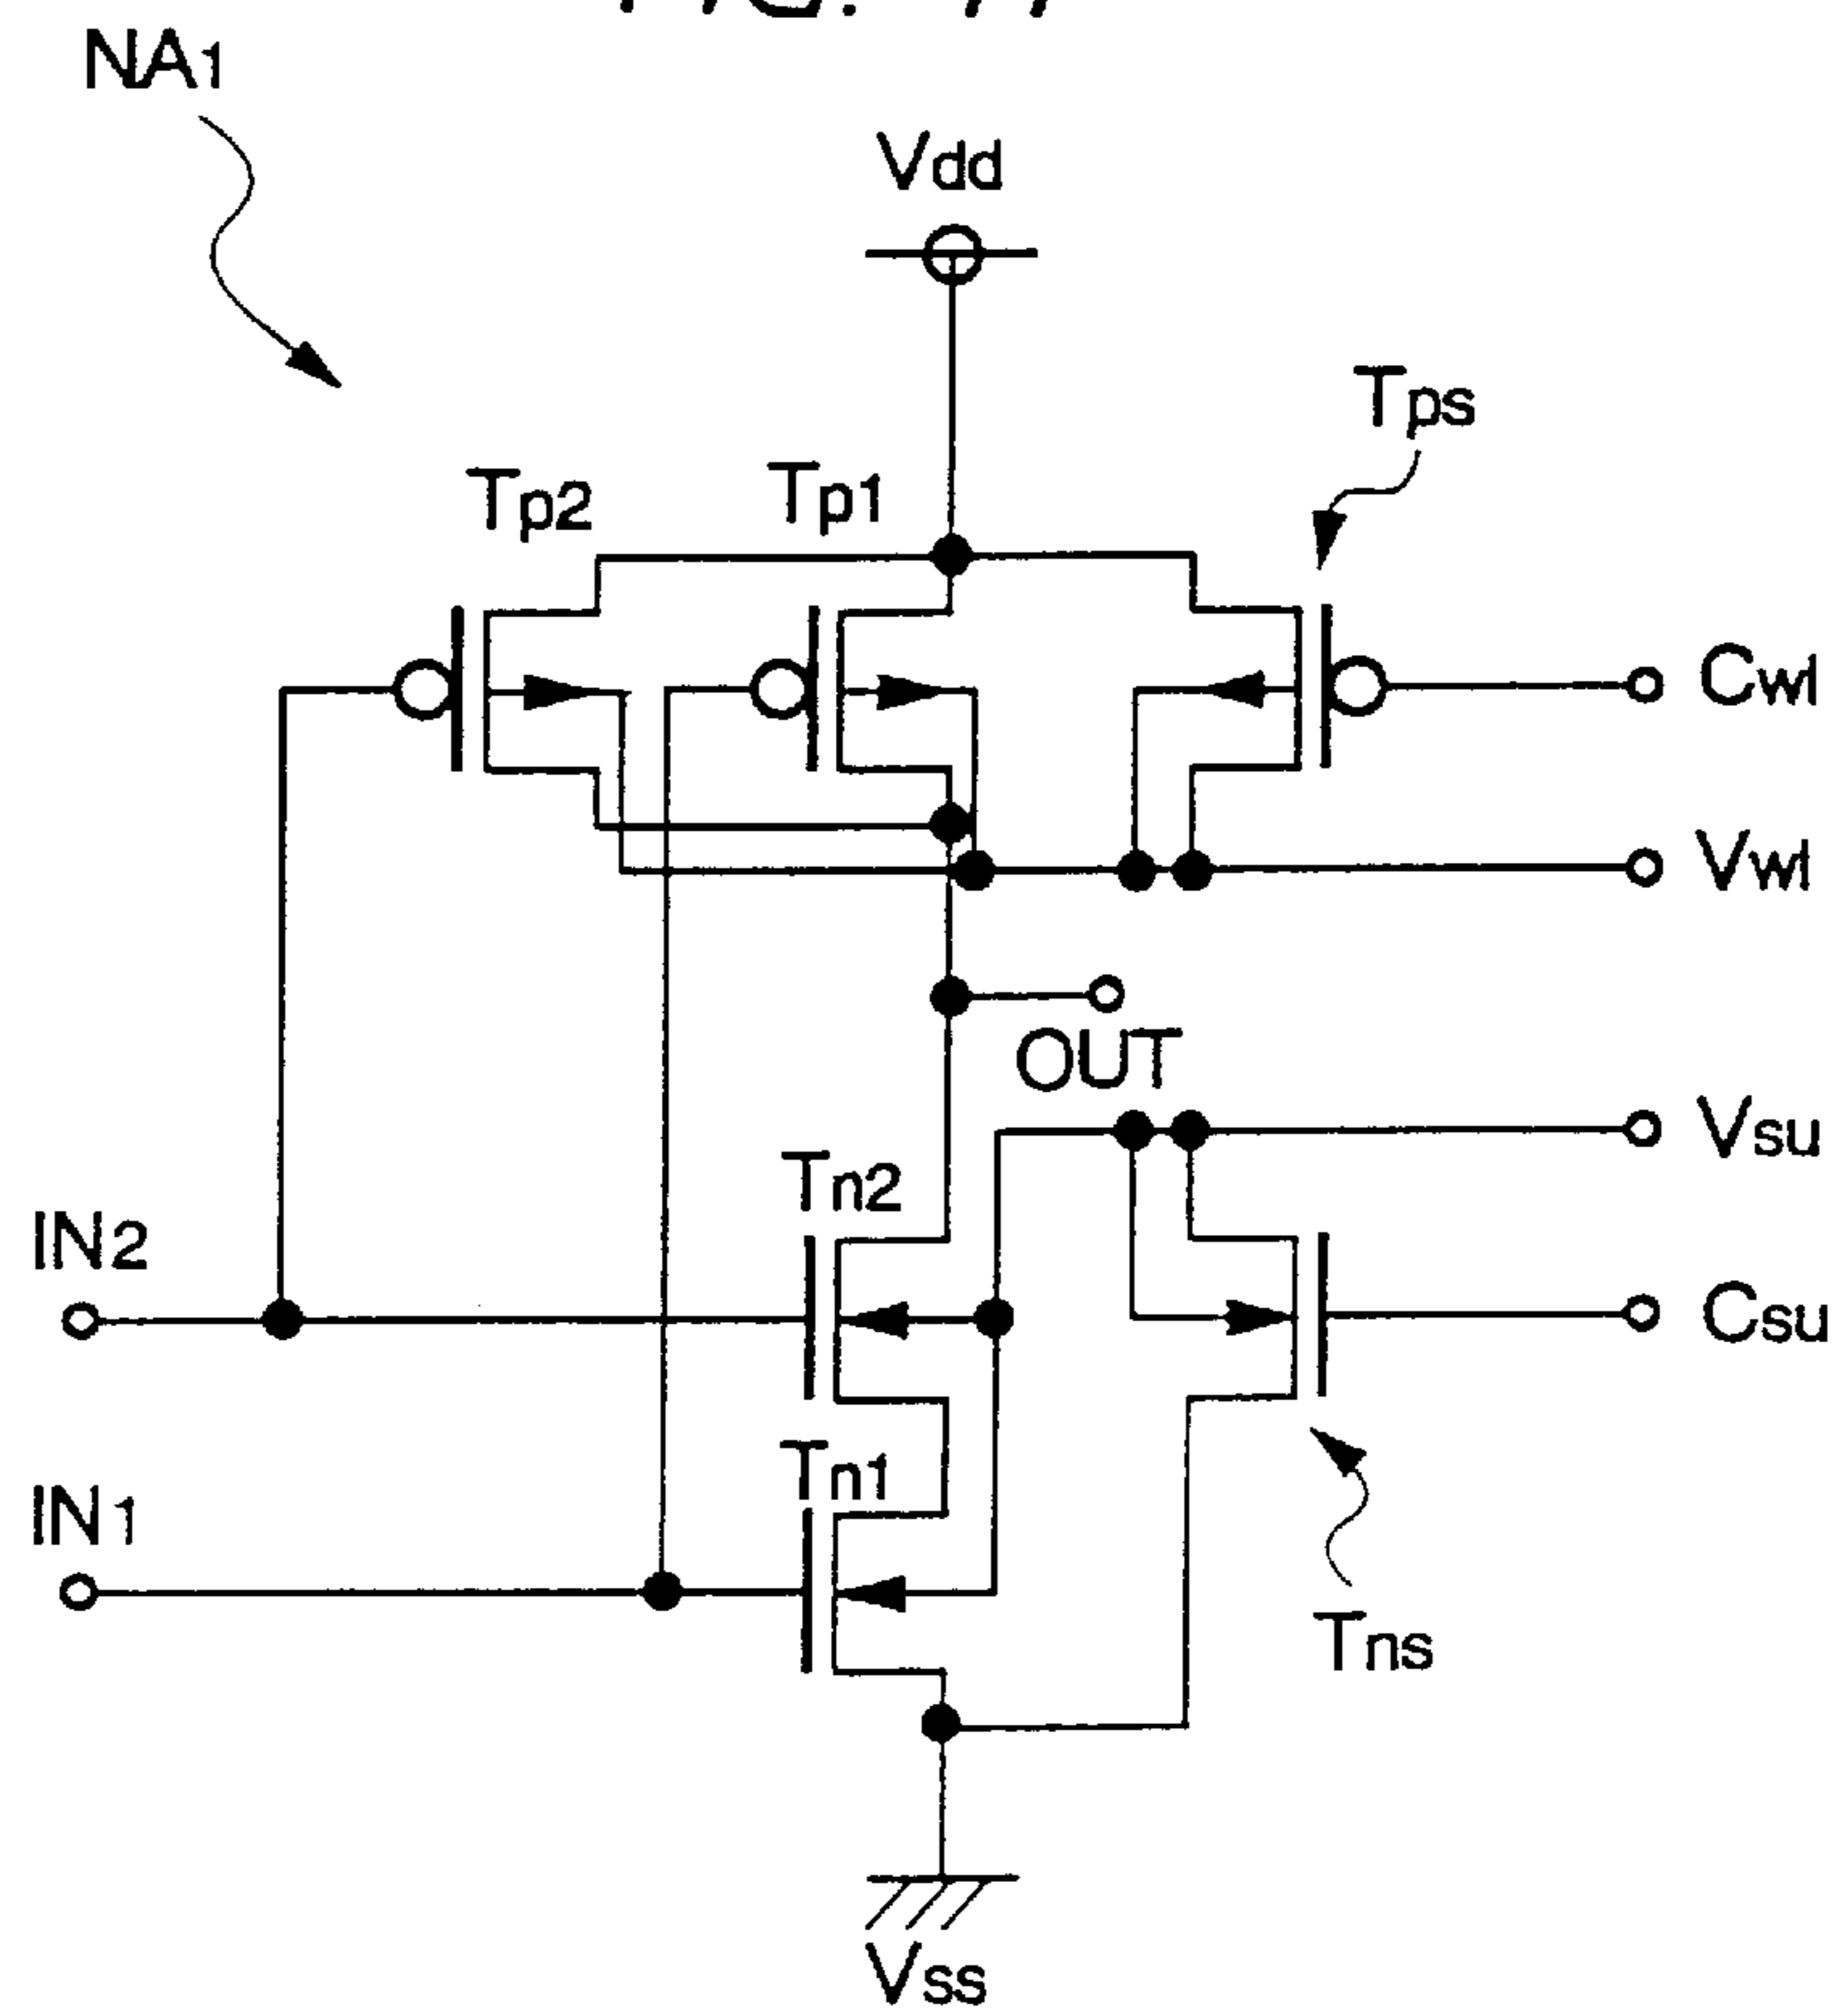 NA1
Vdd
Tps
Tp2
Tp1
Cwl
Vwl
OUT
Vsu
Tn2
IN2
Csu
Tn1
IN1
Tns
Vss